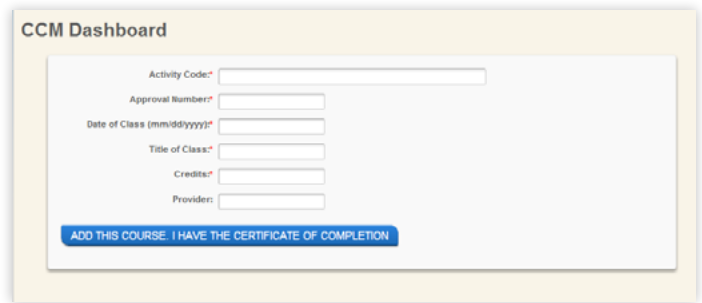 CCM Dashboard
Activity Code:*
Approval Number:*
Date of Class (mm/dd/yyyy):*
Title of Class:*
Credits:*
Provider:
ADD THIS COURSE. I HAVE THE CERTIFICATE OF COMPLETION